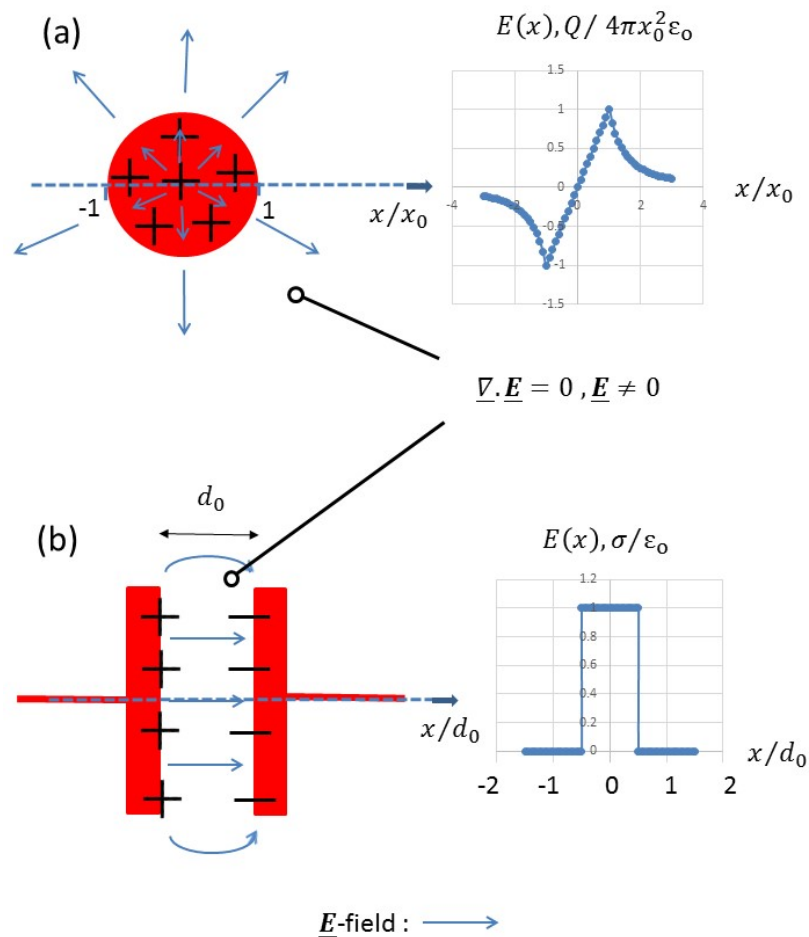 (a)
E(x), Q/ 4πx₀²ε₀
1.5
1
0.5
0
-0.5
-1
-1.5
-4
-2
0
2
4
x/x₀
-1
1
x/x₀
∇.E = 0 , E ≠ 0
d₀
(b)
E(x), σ/ε₀
1.2
1
0.8
0.6
0.4
0.2
0
-2
-1
0
1
2
x/d₀
x/d₀
E-field :